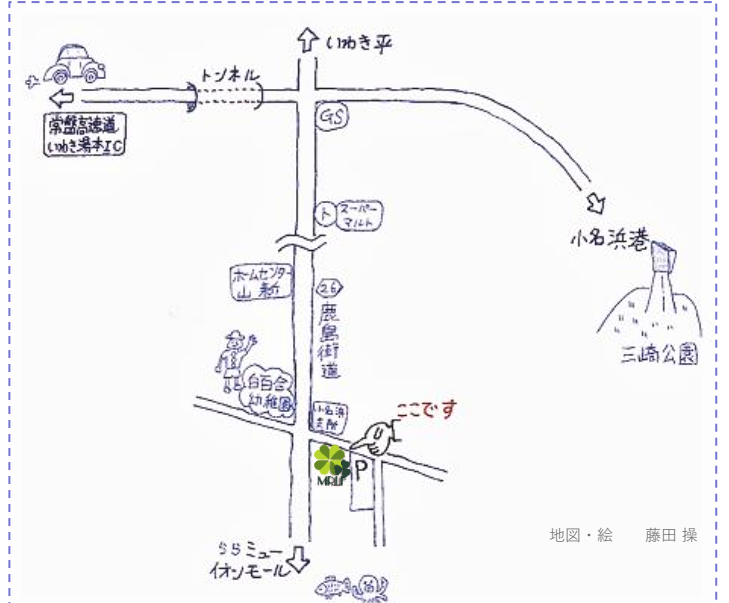 いわき平
トンネル
常盤高速道
いわき湯本IC
GS
ト
スーパー
マルト
小名浜港
三崎公園
ホームセンター
山新
26
鹿島街道
白百合
幼稚園
小名浜
支所
ここです
P
地図・絵 藤田 操
ららミュー
イオンモール